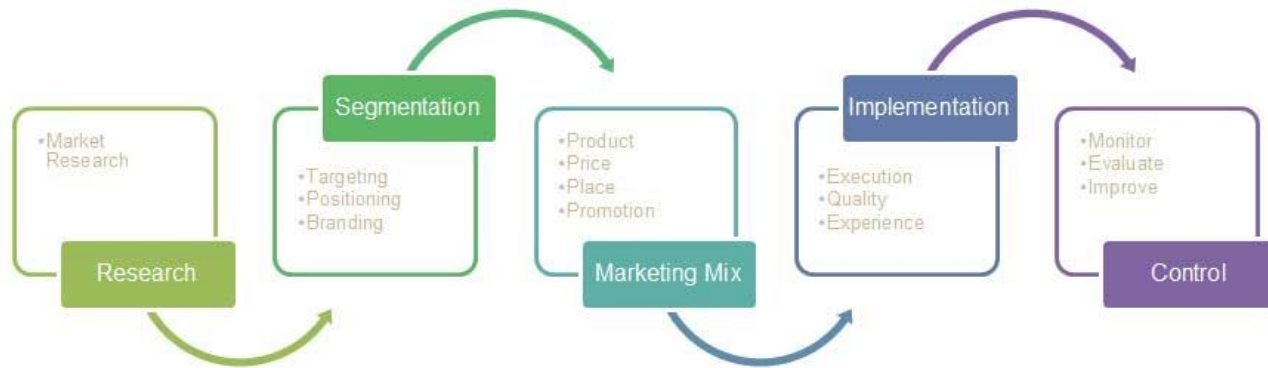 •Market
Research
Research
Segmentation
•Targeting
•Positioning
•Branding
•Product
•Price
•Place
•Promotion
Marketing Mix
Implementation
•Execution
•Quality
•Experience
•Monitor
•Evaluate
•Improve
Control